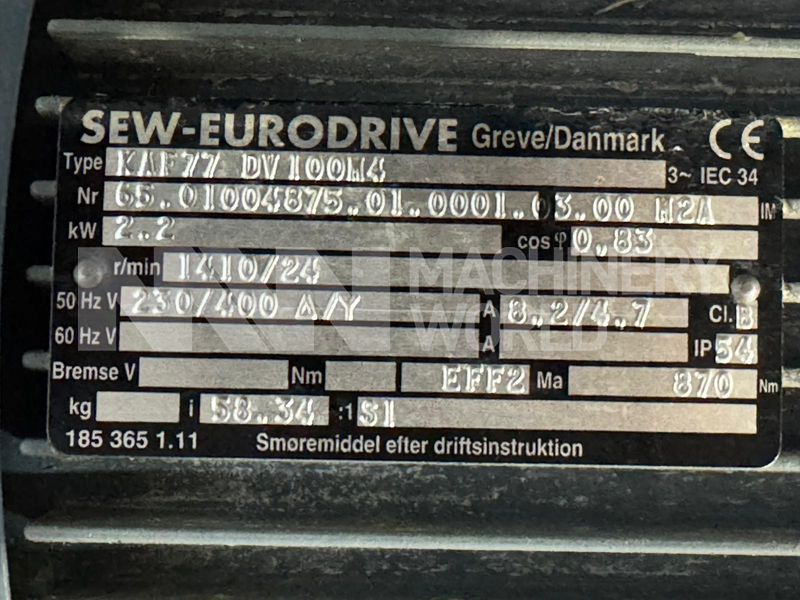 SEW-EURODRIVE Greve/Danmark CE
Type KAF77 DV100M4 3~ IEC 34
Nr 65.01004875.01.0001.03.00 M2A IM
kW 2.2 cos φ 0,83
r/min 1410/24
50 Hz V 230/400 Δ/Y A 8.2/4.7 Cl. B
60 Hz V A IP 54
Bremse V Nm EFF2 Ma 870 Nm
kg i 58.34 :1 S1
185 365 1.11 Smøremiddel efter driftsinstruktion
MACHINERY
WORLD